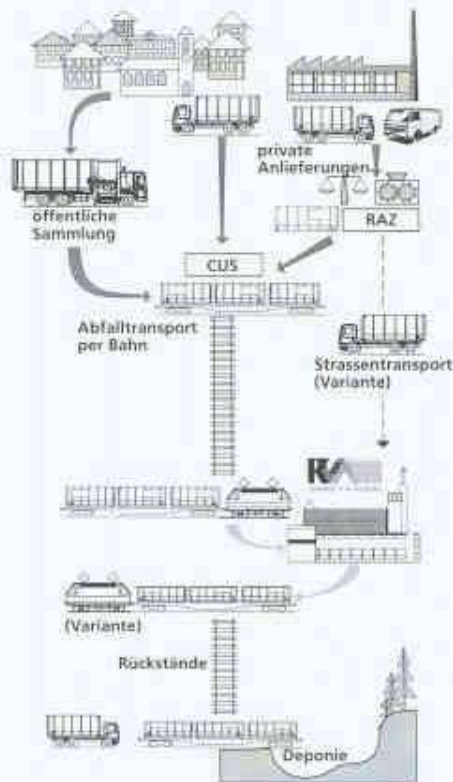 private
Anlieferungen
öffentliche
Sammlung
RAZ
CUS
Abfalltransport
per Bahn
Strassentransport
(Variante)
(Variante)
Rückstände
Deponie